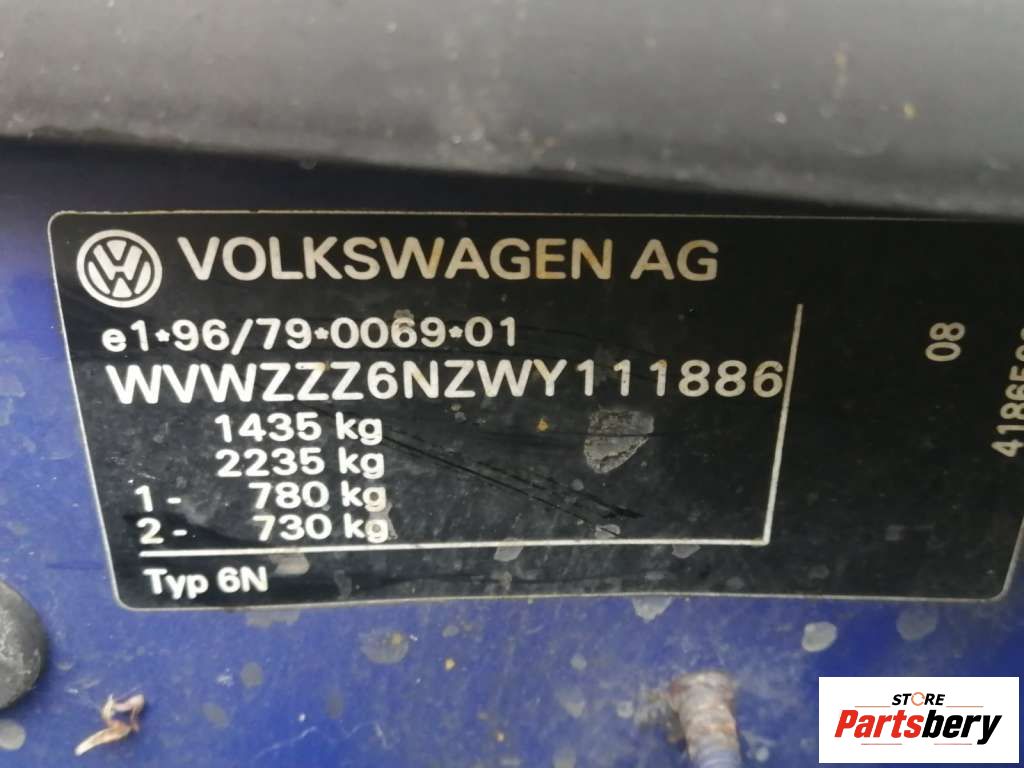 VOLKSWAGEN AG
e1*96/79*0069*01
WVWZZZ6NZWY111886
1435 kg
2235 kg
1 - 780 kg
2 - 730 kg
Typ 6N
08
STORE
Partsbery